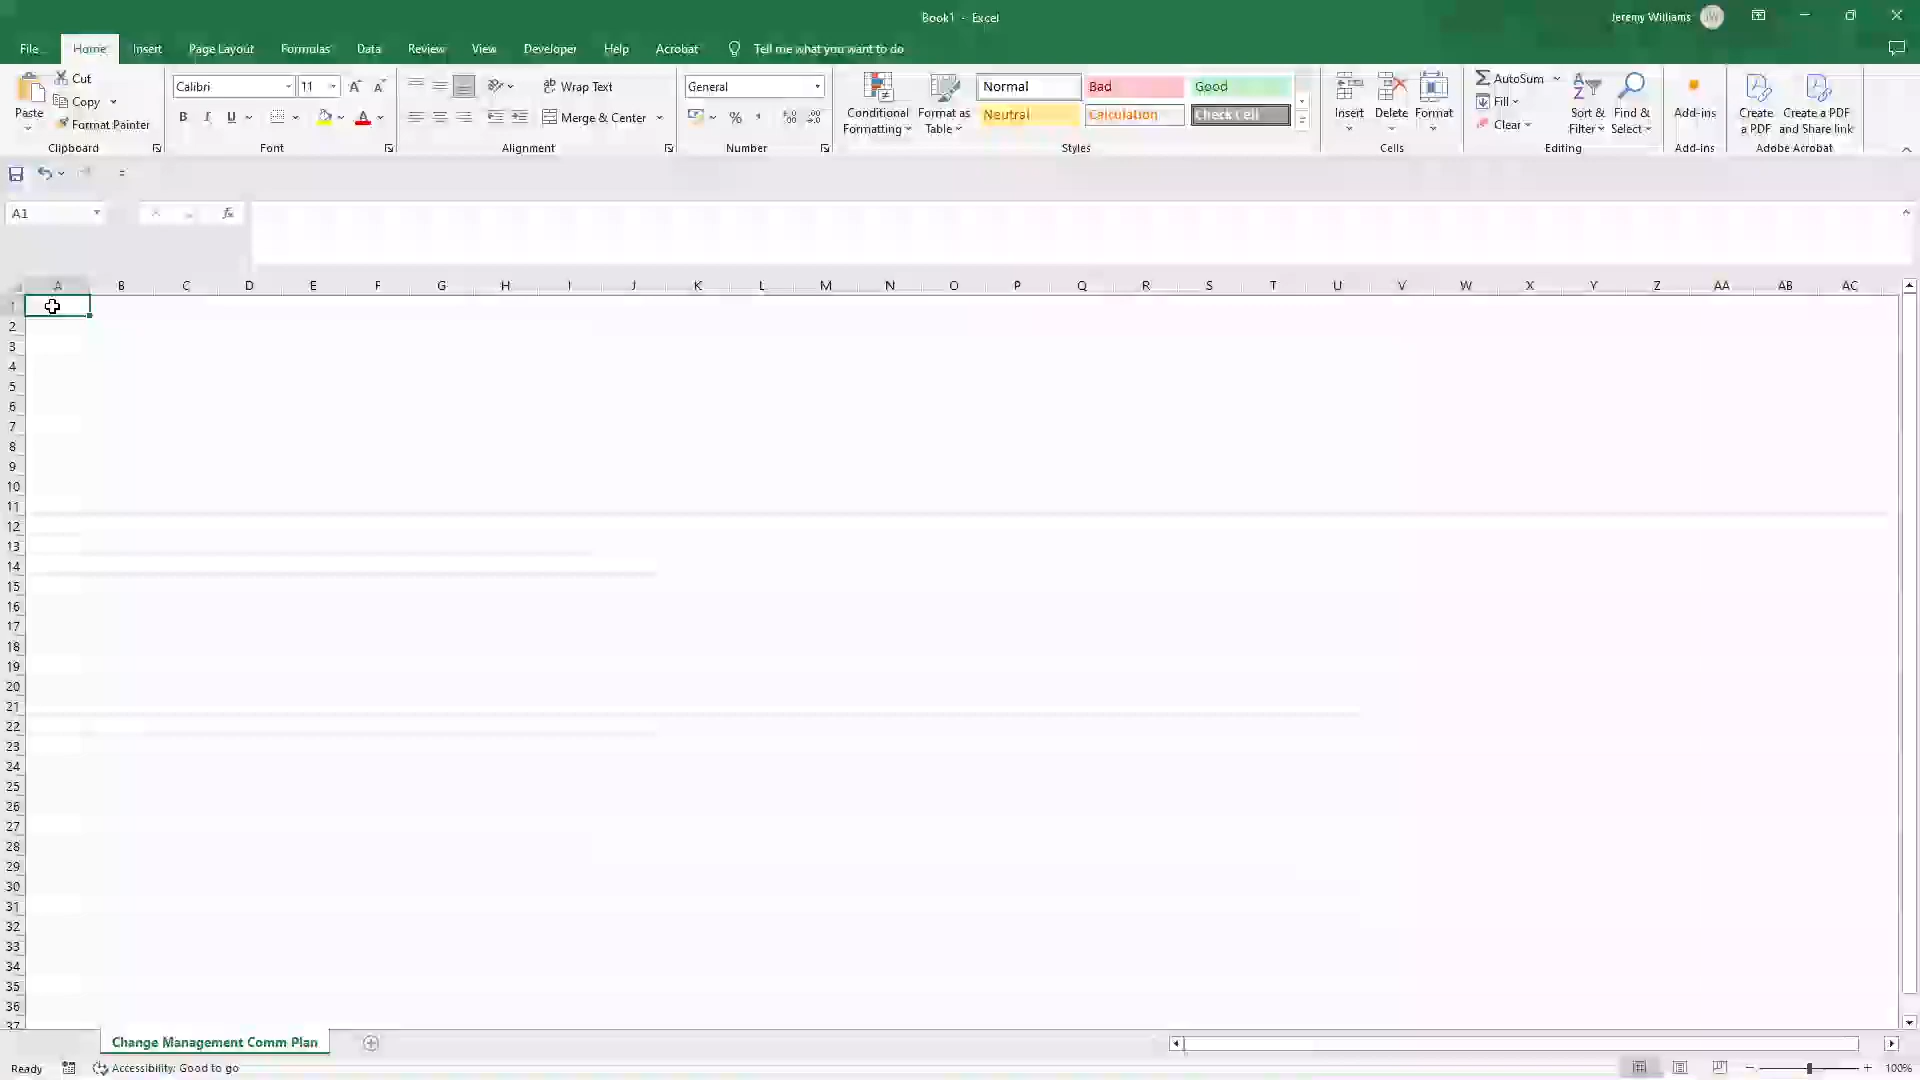 Book1 - Excel
Jeremy Williams
JW
File Home Insert Page Layout Formulas Data Review View Developer Help Acrobat Tell me what you want to do
Paste
Cut
Copy
Format Painter
Clipboard
Calibri 11
B I U
Font
Wrap Text
Merge & Center
Alignment
General
%
Number
Conditional
Formatting
Format as
Table
Normal Bad Good
Neutral Calculation Check Cell
Styles
Insert Delete Format
Cells
AutoSum
Fill
Clear
Sort &
Filter
Find &
Select
Editing
Add-ins
Add-ins
Create
a PDF
Create a PDF
and Share link
Adobe Acrobat
A1 fx
A B C D E F G H I J K L M N O P Q R S T U V W X Y Z AA AB AC
1
2
3
4
5
6
7
8
9
10
11
12
13
14
15
16
17
18
19
20
21
22
23
24
25
26
27
28
29
30
31
32
33
34
35
36
37
Change Management Comm Plan
Ready Accessibility: Good to go 100%